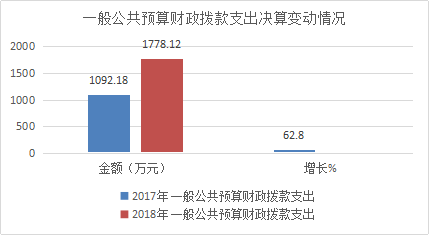 一般公共预算财政拨款支出决算变动情况
2000
1500
1000
500
0
1092.18
1778.12
62.8
金额（万元）
增长%
2017年一般公共预算财政拨款支出
2018年一般公共预算财政拨款支出